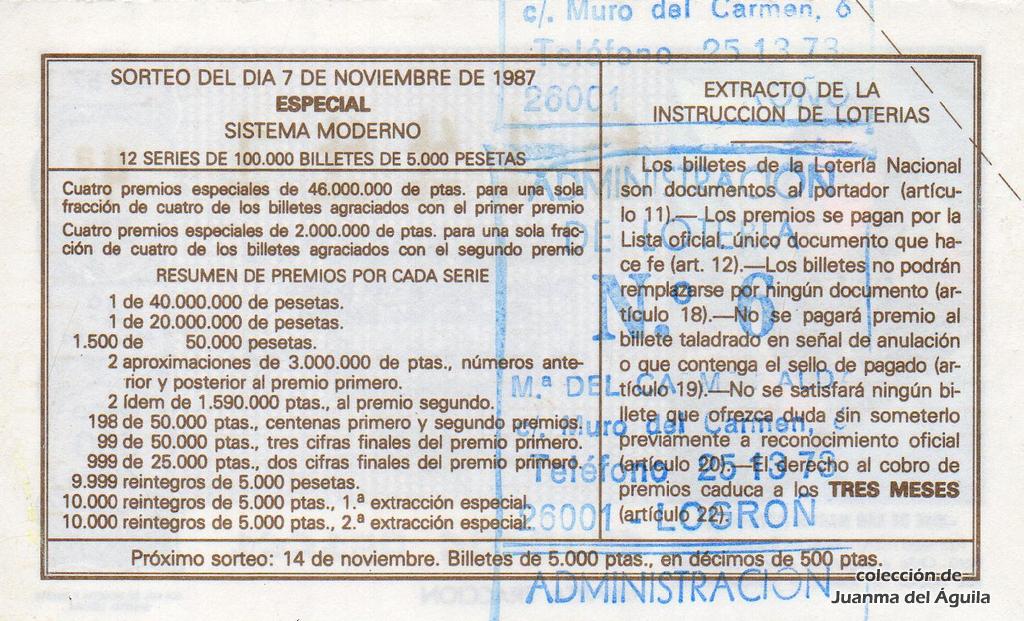 c/. Muro del Carmen, 6
Teléfono 25 13 73
26001
SORTEO DEL DIA 7 DE NOVIEMBRE DE 1987
ESPECIAL
SISTEMA MODERNO
12 SERIES DE 100.000 BILLETES DE 5.000 PESETAS
Cuatro premios especiales de 46.000.000 de ptas. para una sola
fracción de cuatro de los billetes agraciados con el primer premio
Cuatro premios especiales de 2.000.000 de ptas. para una sola frac-
ción de cuatro de los billetes agraciados con el segundo premio
RESUMEN DE PREMIOS POR CADA SERIE
1 de 40.000.000 de pesetas.
1 de 20.000.000 de pesetas.
1.500 de 50.000 pesetas.
2 aproximaciones de 3.000.000 de ptas., números ante-
rior y posterior al premio primero.
2 ídem de 1.590.000 ptas., al premio segundo.
198 de 50.000 ptas., centenas primero y segundo premios.
99 de 50.000 ptas., tres cifras finales del premio primero.
999 de 25.000 ptas., dos cifras finales del premio primero.
9.999 reintegros de 5.000 pesetas.
10.000 reintegros de 5.000 ptas., 1.ª extracción especial.
10.000 reintegros de 5.000 ptas., 2.ª extracción especial.
EXTRACTO DE LA
INSTRUCCION DE LOTERIAS
Los billetes de la Lotería Nacional
son documentos al portador (artícu-
lo 11).— Los premios se pagan por la
Lista oficial, único documento que ha-
ce fe (art. 12).—Los billetes no podrán
remplazarse por ningún documento (ar-
tículo 18).—No se pagará premio al
billete taladrado en señal de anulación
o que contenga el sello de pagado (ar-
tículo 19).—No se satisfará ningún bi-
llete que ofrezca duda sin someterlo
previamente a reconocimiento oficial
(artículo 20).—El derecho al cobro de
premios caduca a los TRES MESES
(artículo 22).
Próximo sorteo: 14 de noviembre. Billetes de 5.000 ptas., en décimos de 500 ptas.
ADMINISTRACION
DE LOTERIA
N.º 6
M.ª DEL
c/. Muro del Carmen, 6
Teléfono 25 13 73
26001 - LOGROÑ
ADMINISTRACION
colección de
Juanma del Águila